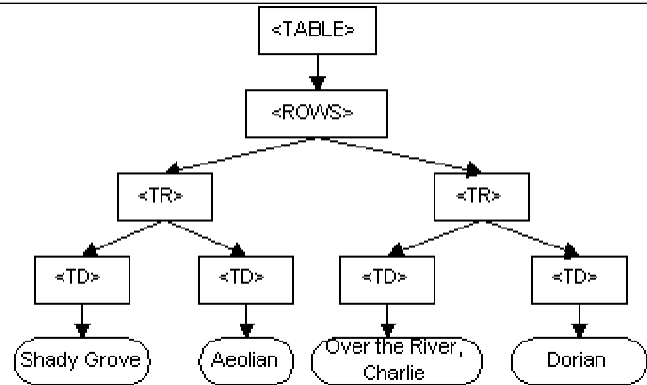 <TABLE>
<ROWS>
<TR>
<TR>
<TD>
<TD>
<TD>
<TD>
Shady Grove
Aeolian
Over the River,
Charlie
Dorian